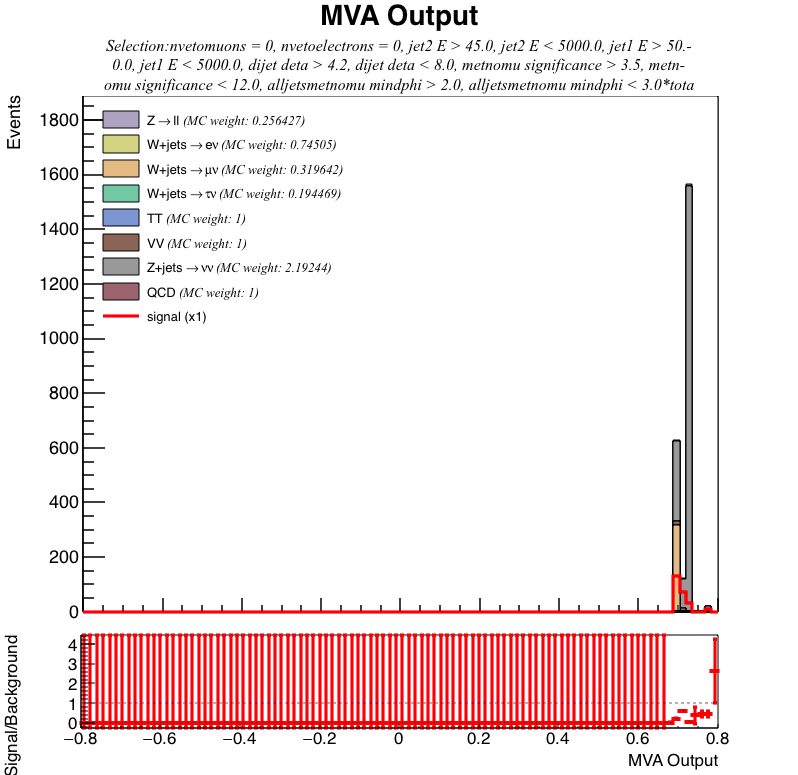 MVA Output
Selection:nvetomuons = 0, nvetoelectrons = 0, jet2 E > 45.0, jet2 E < 5000.0, jet1 E > 50.-
0.0, jet1 E < 5000.0, dijet deta > 4.2, dijet deta < 8.0, metnomu significance > 3.5, metn-
omu significance < 12.0, alljetsmetnomu mindphi > 2.0, alljetsmetnomu mindphi < 3.0*tota
Events
1800
1600
1400
1200
1000
800
600
400
200
0
Z→ll (MC weight: 0.256427)
W+jets→eν (MC weight: 0.74505)
W+jets→μν (MC weight: 0.319642)
W+jets→τν (MC weight: 0.194469)
TT (MC weight: 1)
VV (MC weight: 1)
Z+jets→νν (MC weight: 2.19244)
QCD (MC weight: 1)
signal (x1)
Signal/Background
4
3
2
1
0
−0.8 −0.6 −0.4 −0.2 0 0.2 0.4 0.6 0.8
MVA Output